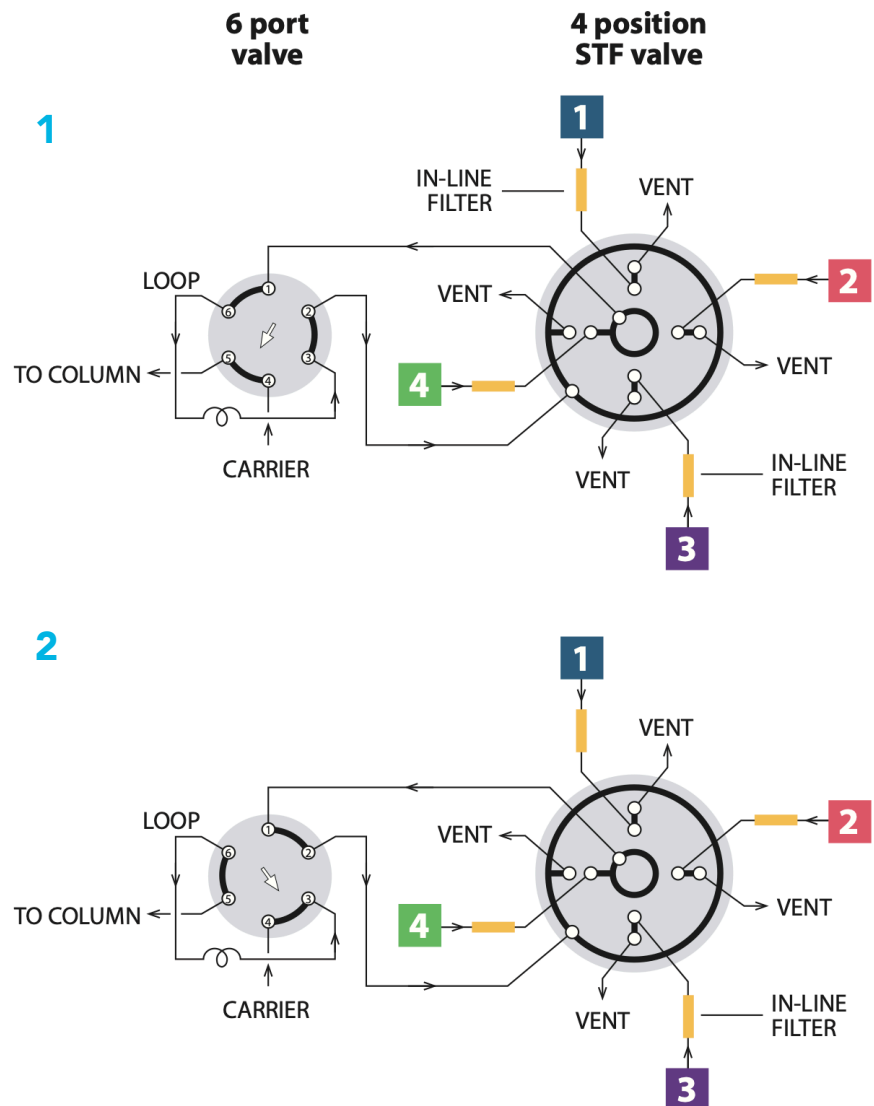 6 port
valve
4 position
STF valve
1
1
IN-LINE
FILTER
VENT
LOOP
1
2
3
4
5
6
VENT
2
TO COLUMN
4
VENT
CARRIER
VENT
IN-LINE
FILTER
3
2
1
VENT
LOOP
1
2
3
4
5
6
VENT
2
TO COLUMN
4
VENT
CARRIER
VENT
IN-LINE
FILTER
3